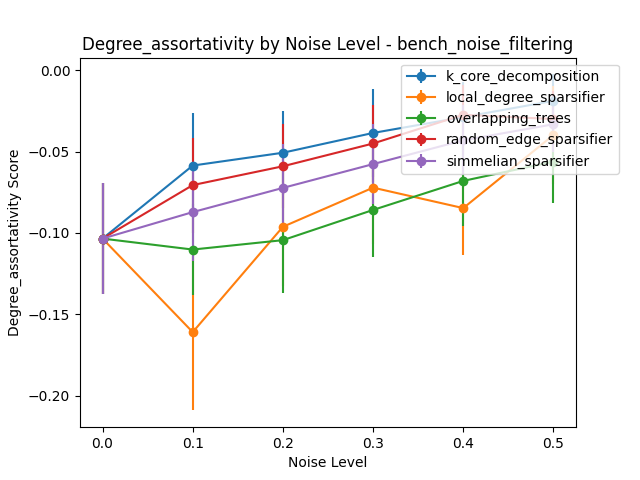 Degree_assortativity by Noise Level - bench_noise_filtering
0.00
−0.05
−0.10
−0.15
−0.20
Degree_assortativity Score
k_core_decomposition
local_degree_sparsifier
overlapping_trees
random_edge_sparsifier
simmelian_sparsifier
0.0 0.1 0.2 0.3 0.4 0.5
Noise Level